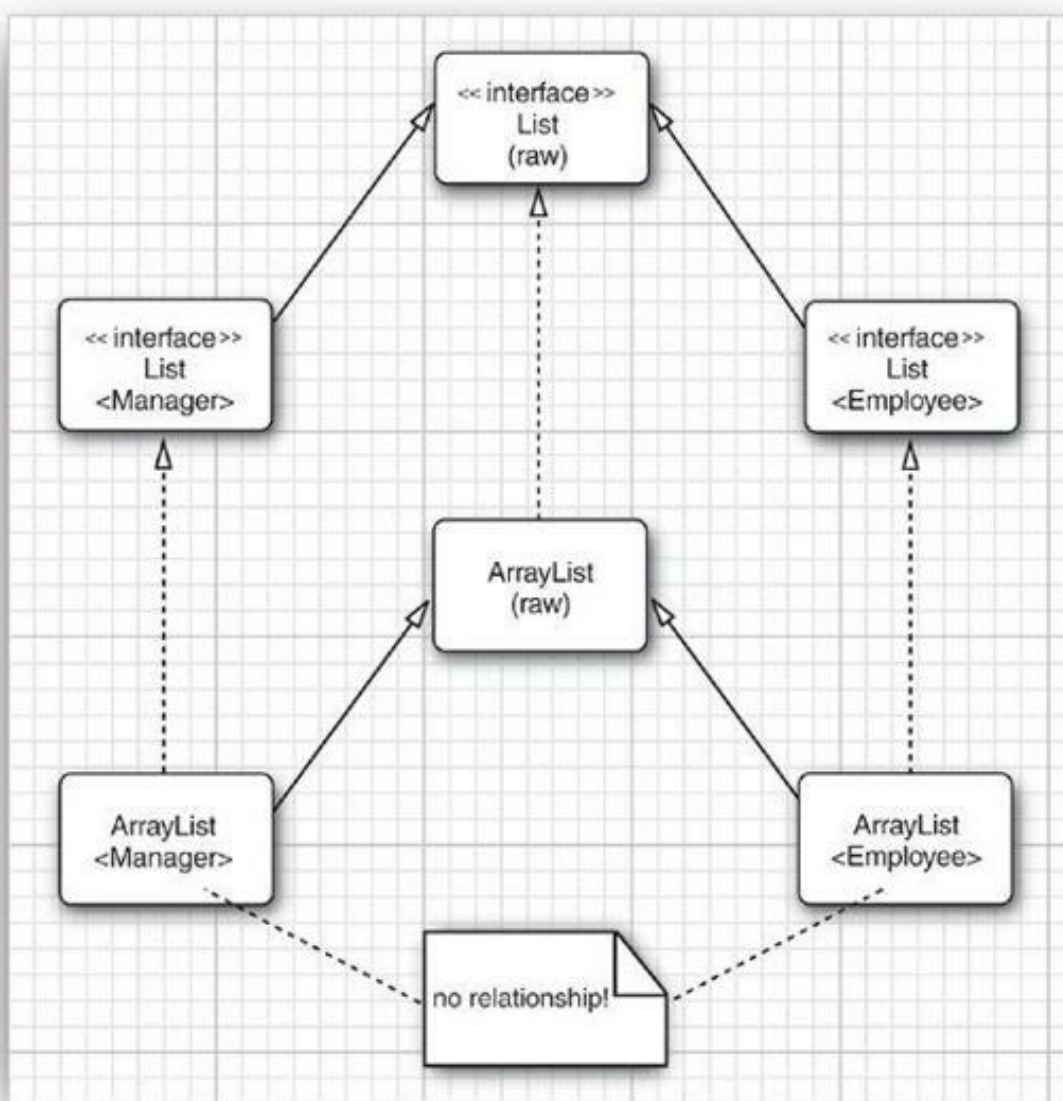 << interface >>
List
(raw)
<< interface >>
List
<Manager>
<< interface >>
List
<Employee>
ArrayList
(raw)
ArrayList
<Manager>
ArrayList
<Employee>
no relationship!